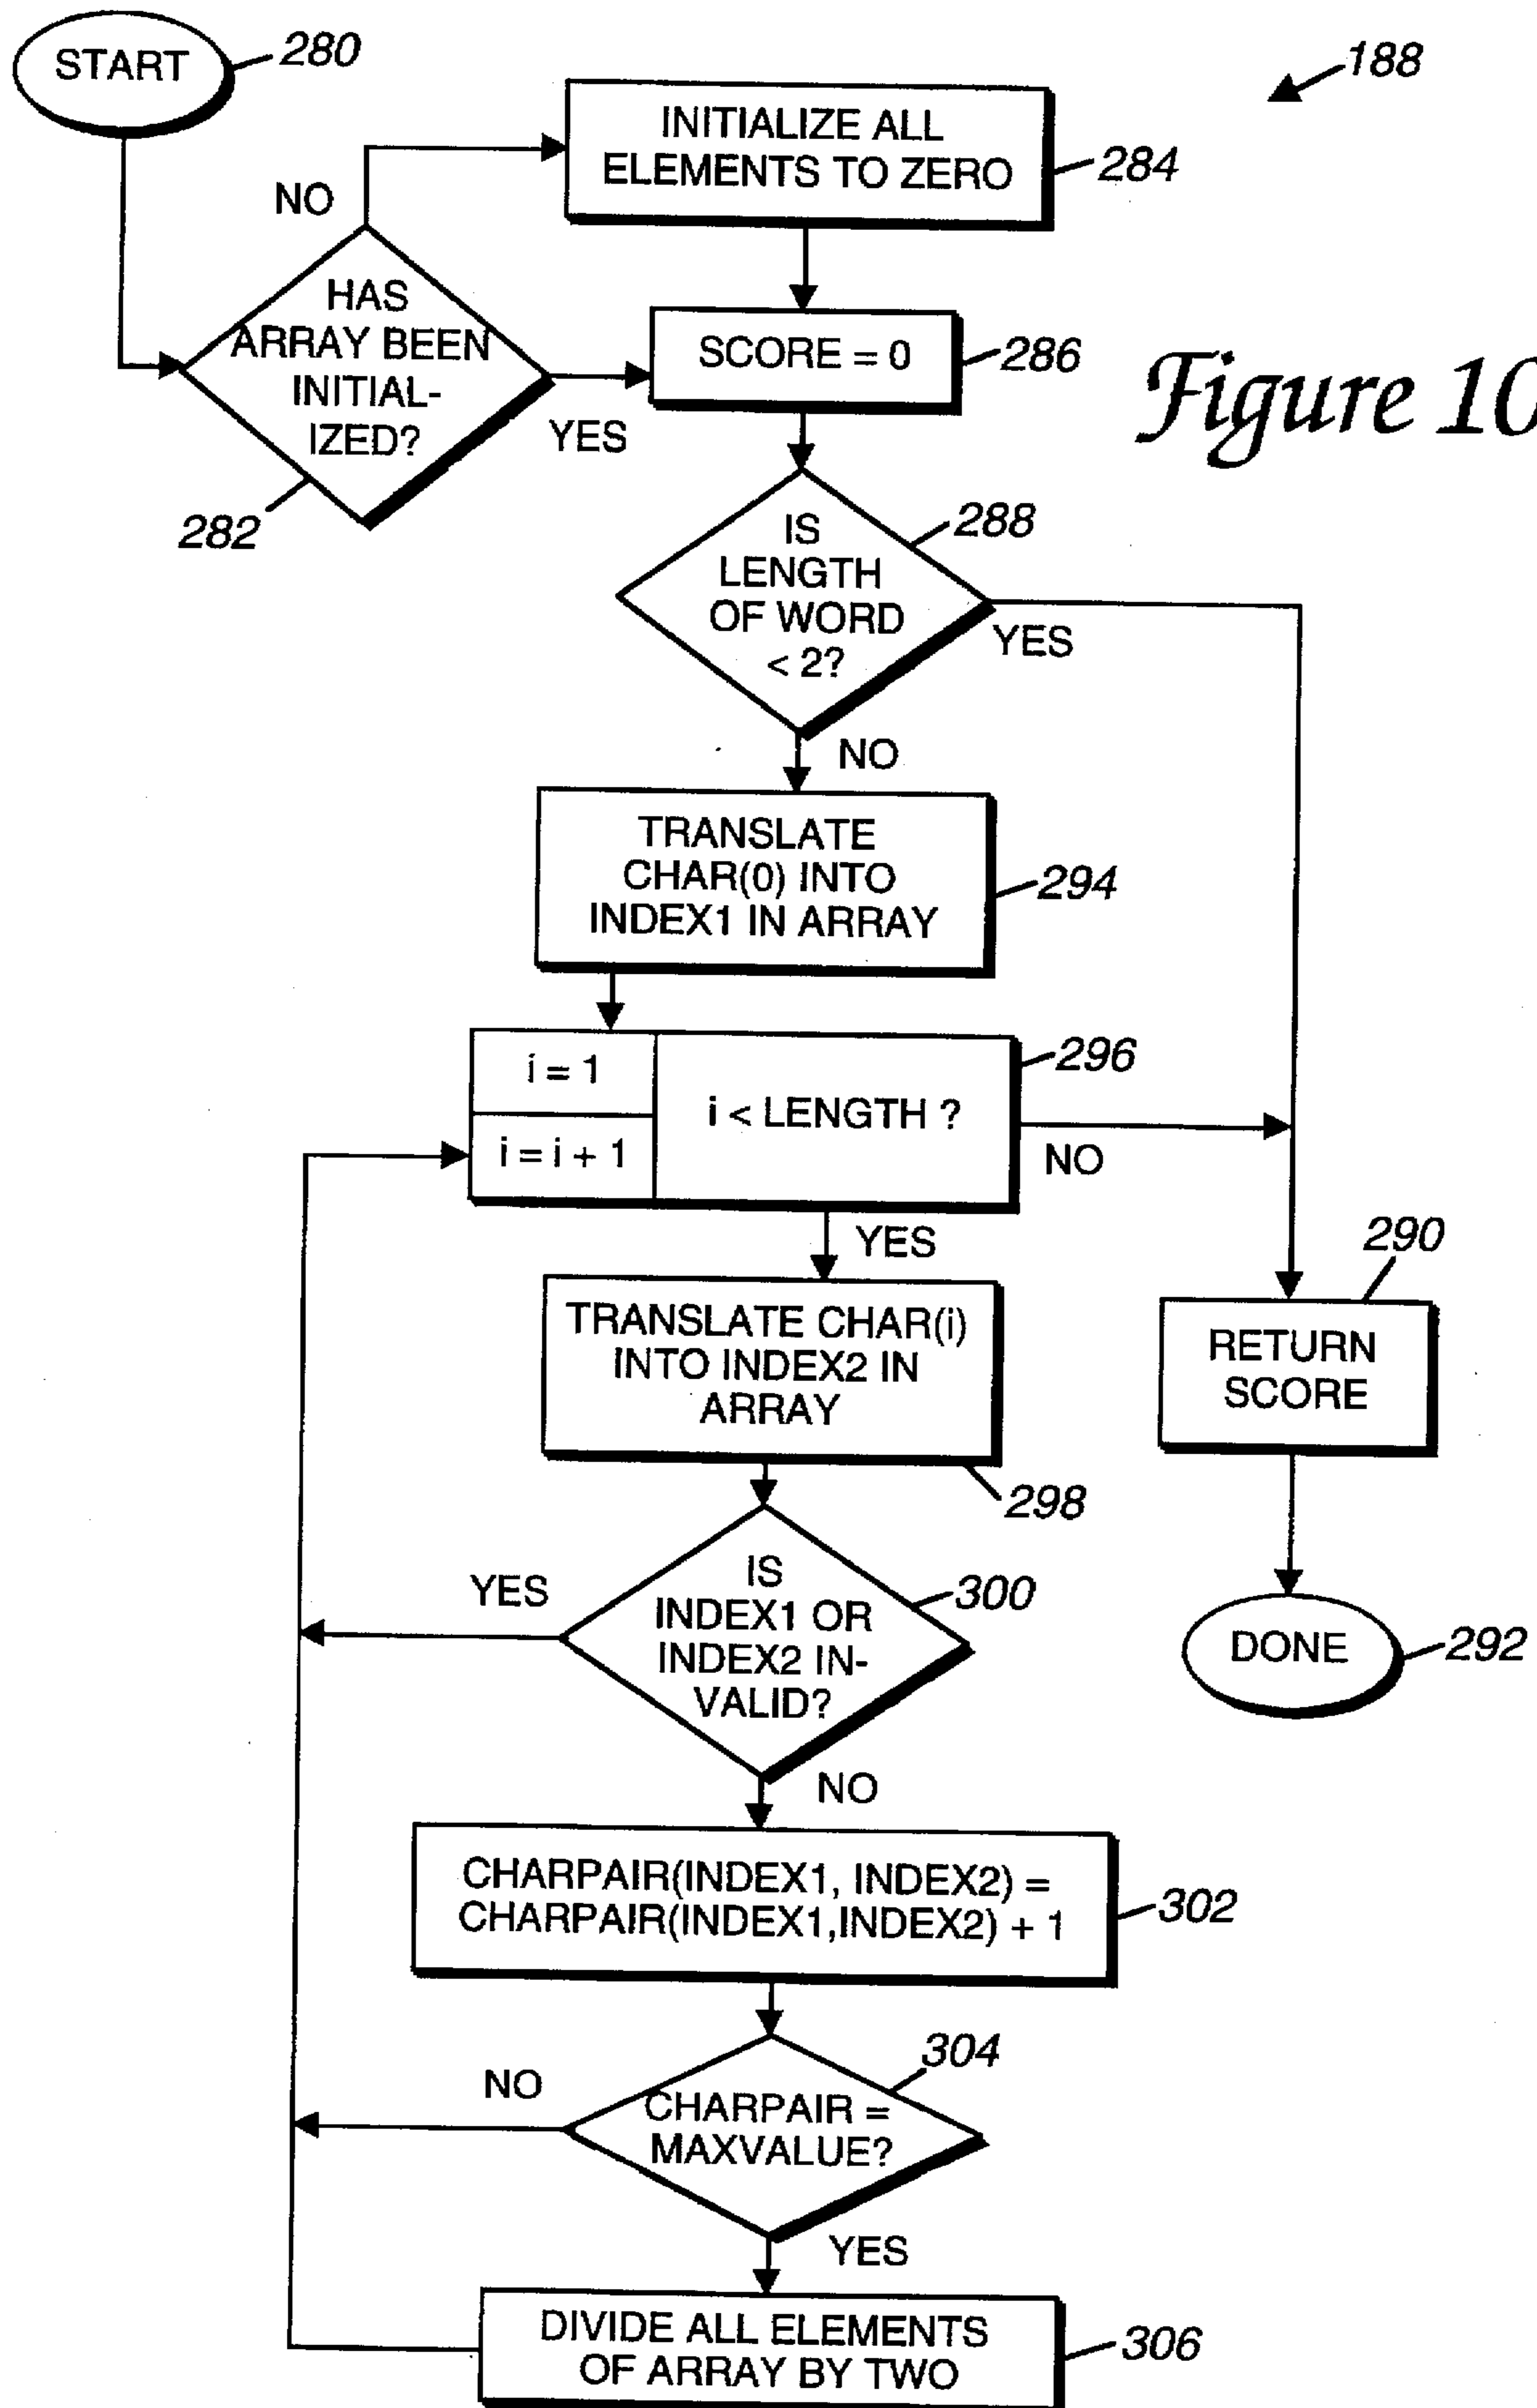 START
280
188
INITIALIZE ALL
ELEMENTS TO ZERO
284
NO
HAS
ARRAY BEEN
INITIAL-
IZED?
282
YES
SCORE = 0
286
Figure 10
IS
LENGTH
OF WORD
< 2?
288
YES
NO
TRANSLATE
CHAR(0) INTO
INDEX1 IN ARRAY
294
i = 1
i = i + 1
i < LENGTH ?
296
NO
YES
290
RETURN
SCORE
TRANSLATE CHAR(i)
INTO INDEX2 IN
ARRAY
298
YES
IS
INDEX1 OR
INDEX2 IN-
VALID?
300
DONE
292
NO
CHARPAIR(INDEX1, INDEX2) =
CHARPAIR(INDEX1,INDEX2) + 1
302
304
NO
CHARPAIR =
MAXVALUE?
YES
DIVIDE ALL ELEMENTS
OF ARRAY BY TWO
306